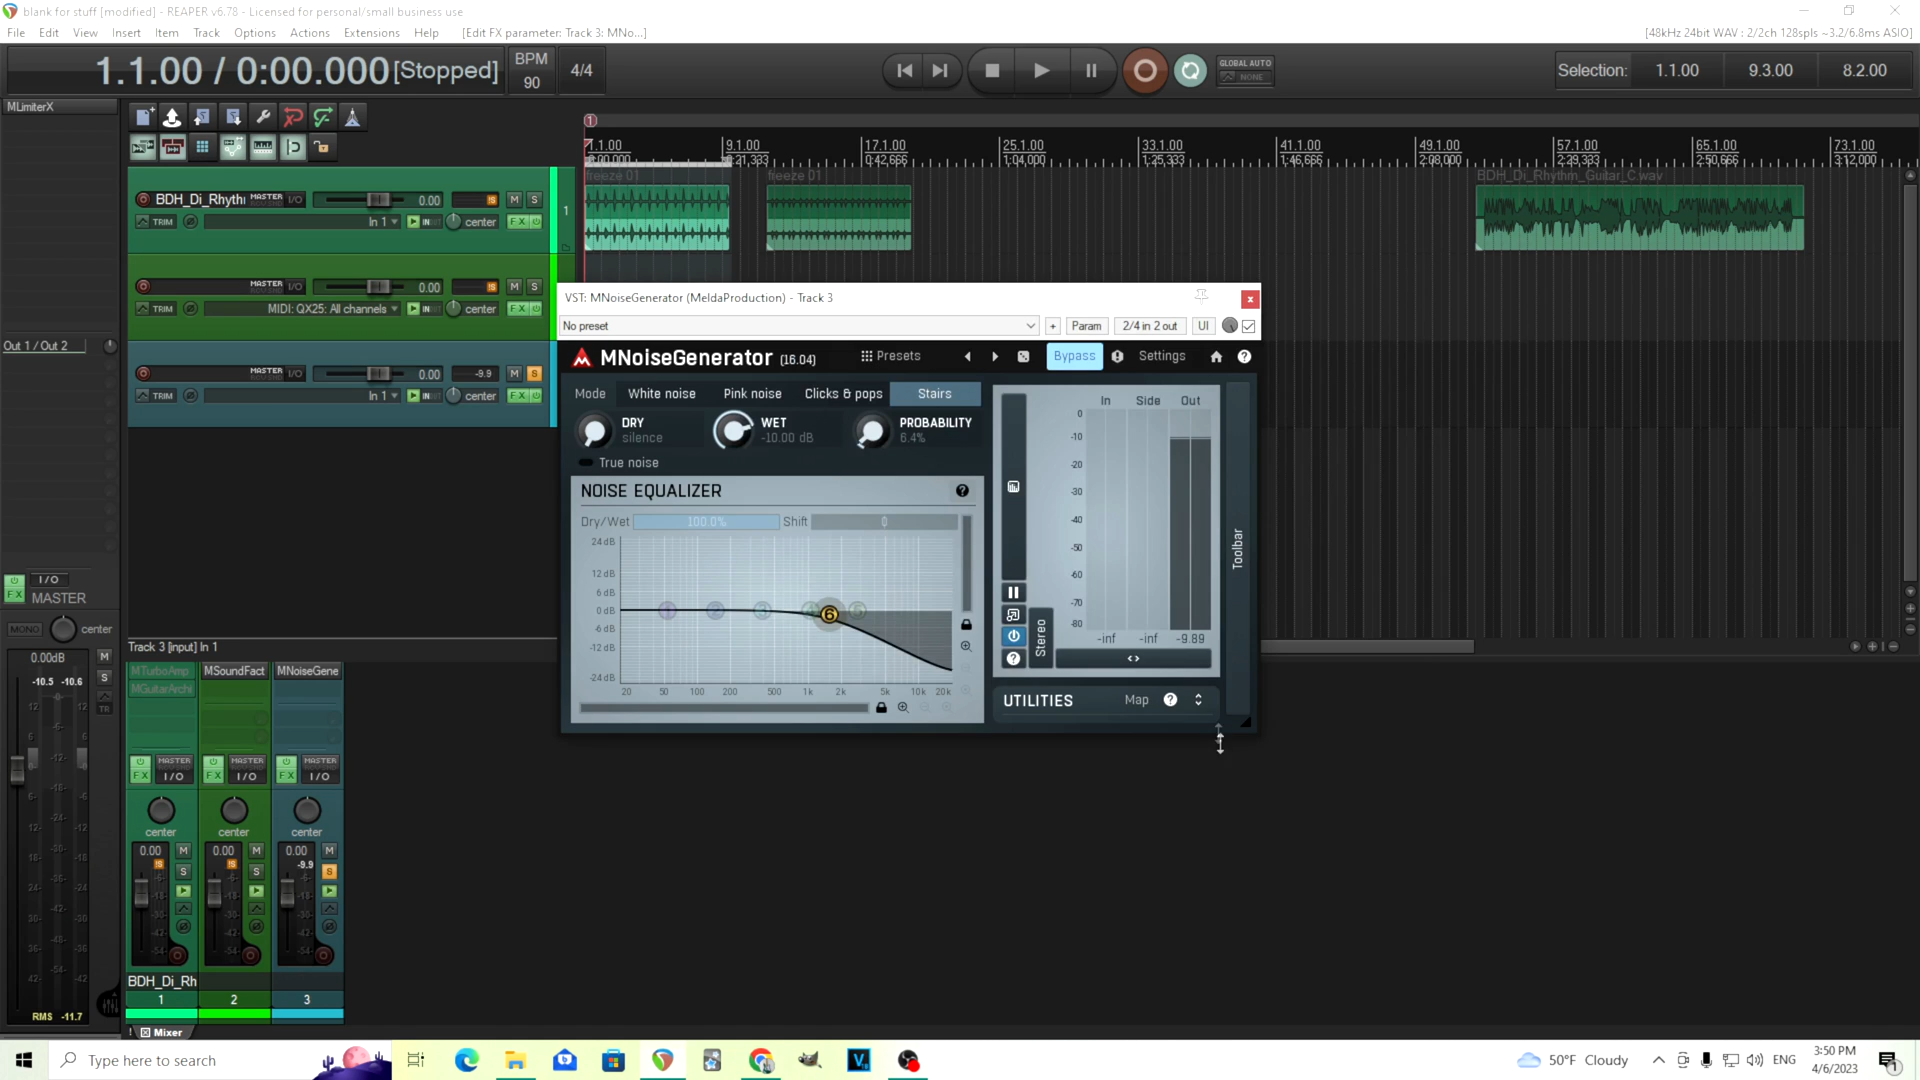 blank for stuff [modified] - REAPER v6.78 - Licensed for personal/small business use
File Edit View Insert Item Track Options Actions Extensions Help [Edit FX parameter: Track 3: MNo...]
[48kHz 24bit WAV : 2/2ch 128spls ~3.2/6.8ms ASIO]
1.1.00 / 0:00.000 [Stopped]
BPM
90
4/4
GLOBAL AUTO
NONE
Selection: 1.1.00 9.3.00 8.2.00
MLimiterX
1
1.1.00 9.1.00 17.1.00 25.1.00 33.1.00 41.1.00 49.1.00 57.1.00 65.1.00 73.1.00
0:00.000 0:21.333 0:42.666 1:04.000 1:25.333 1:46.666 2:08.000 2:29.333 2:50.666 3:12.000
freeze 01 freeze 01 BDH_Di_Rhythm_Guitar_C.wav
BDH_Di_Rhythm MASTER I/O 0.00 M S
TRIM In 1 IN center FX
1
MASTER I/O 0.00 M S
TRIM MIDI: QX25: All channels IN center FX
MASTER I/O 0.00 -9.9 M S
TRIM In 1 IN center FX
Out 1 / Out 2
VST: MNoiseGenerator (MeldaProduction) - Track 3
No preset + Param 2/4 in 2 out UI
MNoiseGenerator (16.04) Presets Bypass Settings
Mode White noise Pink noise Clicks & pops Stairs
DRY
silence
WET
-10.00 dB
PROBABILITY
6.4%
True noise
NOISE EQUALIZER
Dry/Wet 100.0% Shift 0
24 dB
12 dB
6 dB
0 dB
-6 dB
-12 dB
-24 dB
1 2 3 4 6 5
20 50 100 200 500 1k 2k 5k 10k 20k
In Side Out
0
-10
-20
-30
-40
-50
-60
-70
-80
-inf -inf -9.89
Stereo
Toolbar
UTILITIES Map
I/O
FX MASTER
MONO center
0.00dB M
-10.5 -10.6 S
TR
RMS -11.7
Track 3 [input] In 1
MTurboAmp MSoundFact MNoiseGene
MGuitarArchi
MASTER MASTER MASTER
FX I/O FX I/O FX I/O
center center center
0.00 M 0.00 M 0.00 M
S S -9.9 S
BDH_Di_Rh
1 2 3
Mixer
Type here to search
50°F Cloudy
ENG
3:50 PM
4/6/2023
1